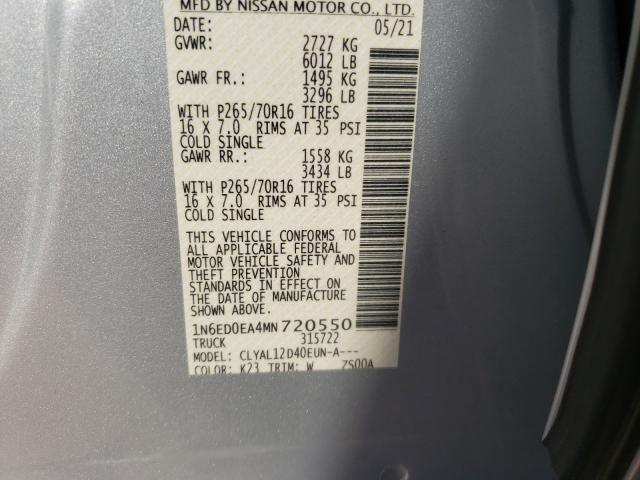 MFD BY NISSAN MOTOR CO., LTD.
DATE: 05/21
GVWR: 2727 KG
6012 LB
GAWR FR.: 1495 KG
3296 LB
WITH P265/70R16 TIRES
16 X 7.0 RIMS AT 35 PSI
COLD SINGLE
GAWR RR.: 1558 KG
3434 LB
WITH P265/70R16 TIRES
16 X 7.0 RIMS AT 35 PSI
COLD SINGLE
THIS VEHICLE CONFORMS TO
ALL APPLICABLE FEDERAL
MOTOR VEHICLE SAFETY AND
THEFT PREVENTION
STANDARDS IN EFFECT ON
THE DATE OF MANUFACTURE
SHOWN ABOVE.
1N6ED0EA4MN720550
TRUCK 315722
MODEL: CLYAL12D40EUN-A---
COLOR: K23 TRIM: W ZS00A